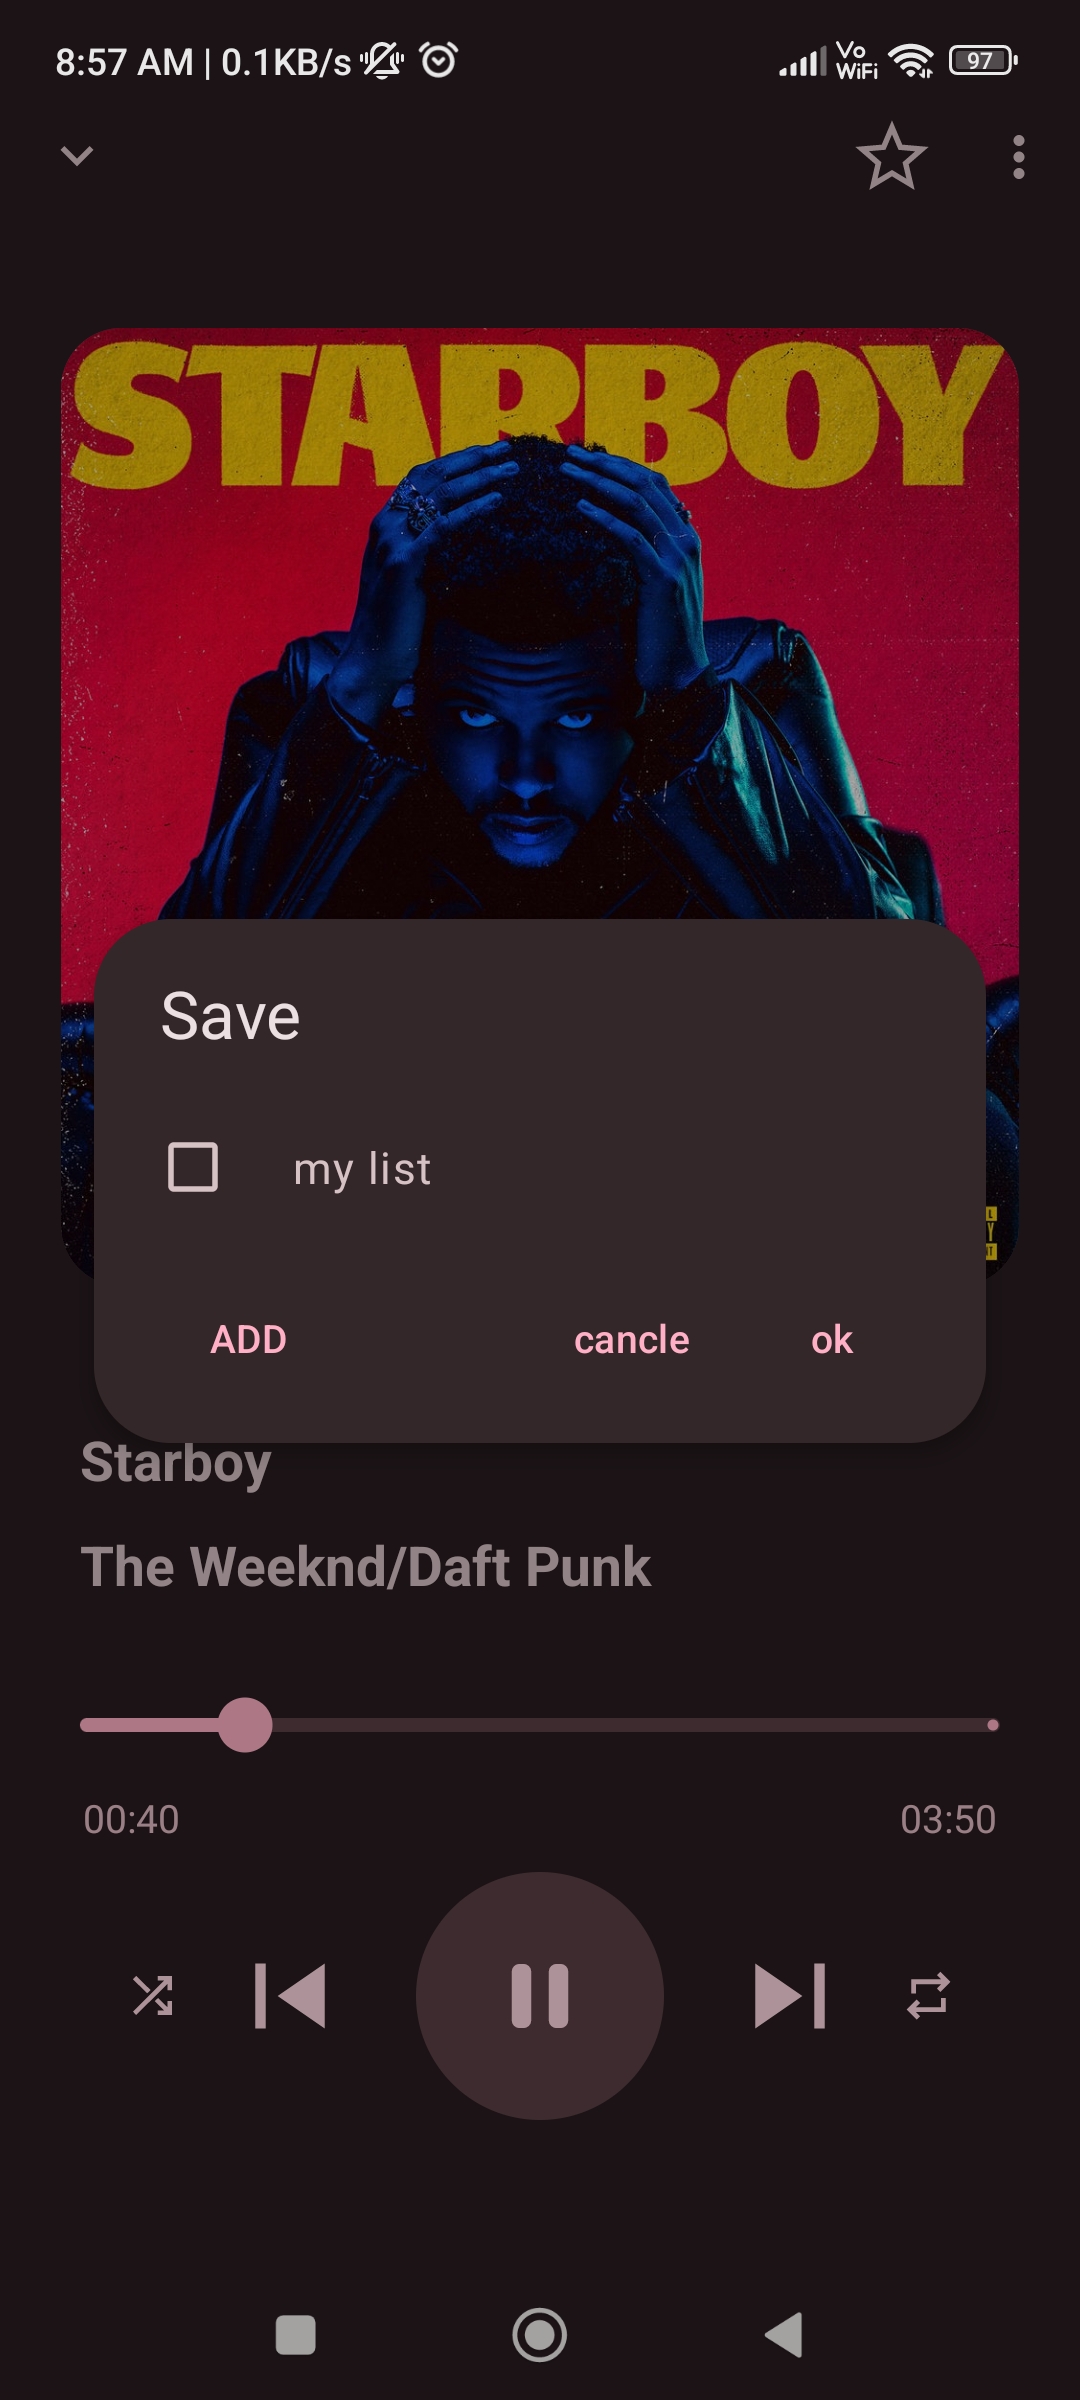 8:57 AM | 0.1KB/s
Vo
WiFi
97
STARBOY
Save
my list
ADD cancle ok
Starboy
The Weeknd/Daft Punk
00:40 03:50